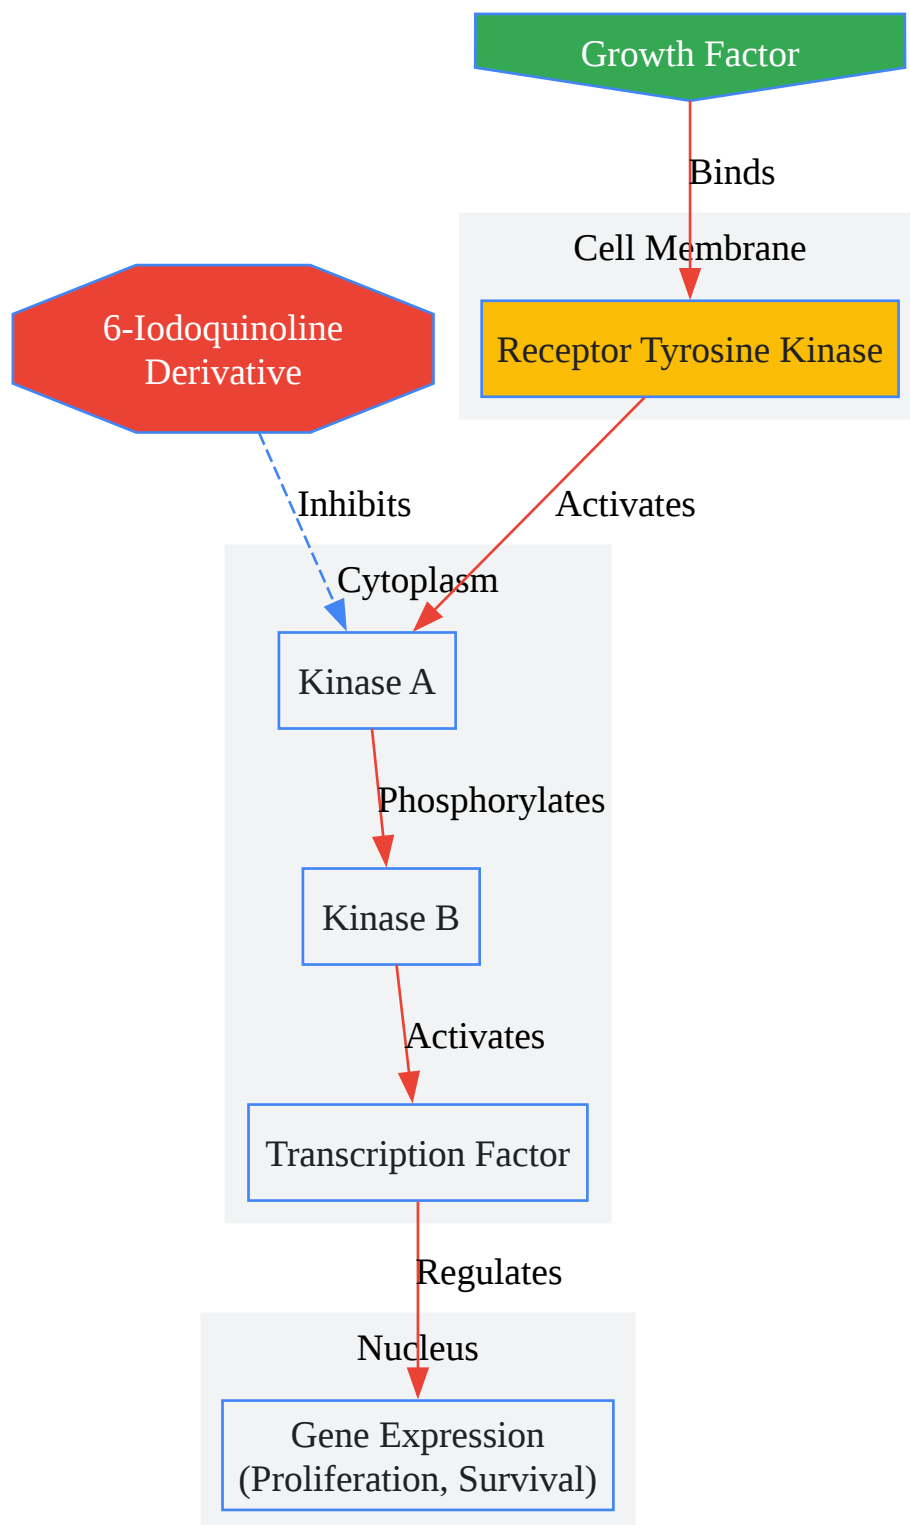 Growth Factor
Binds
Cell Membrane
Receptor Tyrosine Kinase
6-Iodoquinoline
Derivative
Inhibits
Activates
Cytoplasm
Kinase A
Phosphorylates
Kinase B
Activates
Transcription Factor
Regulates
Nucleus
Gene Expression
(Proliferation, Survival)